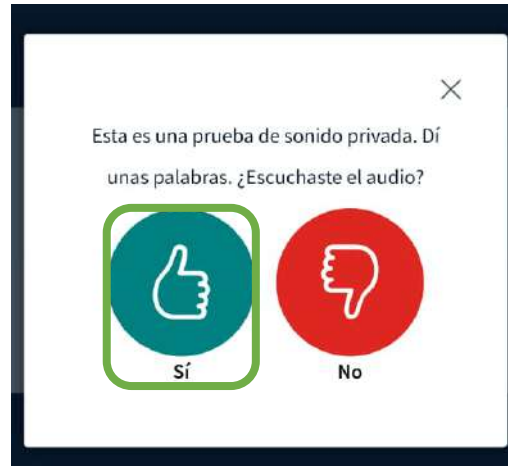 Esta es una prueba de sonido privada. Dí
unas palabras. ¿Escuchaste el audio?
Sí
No